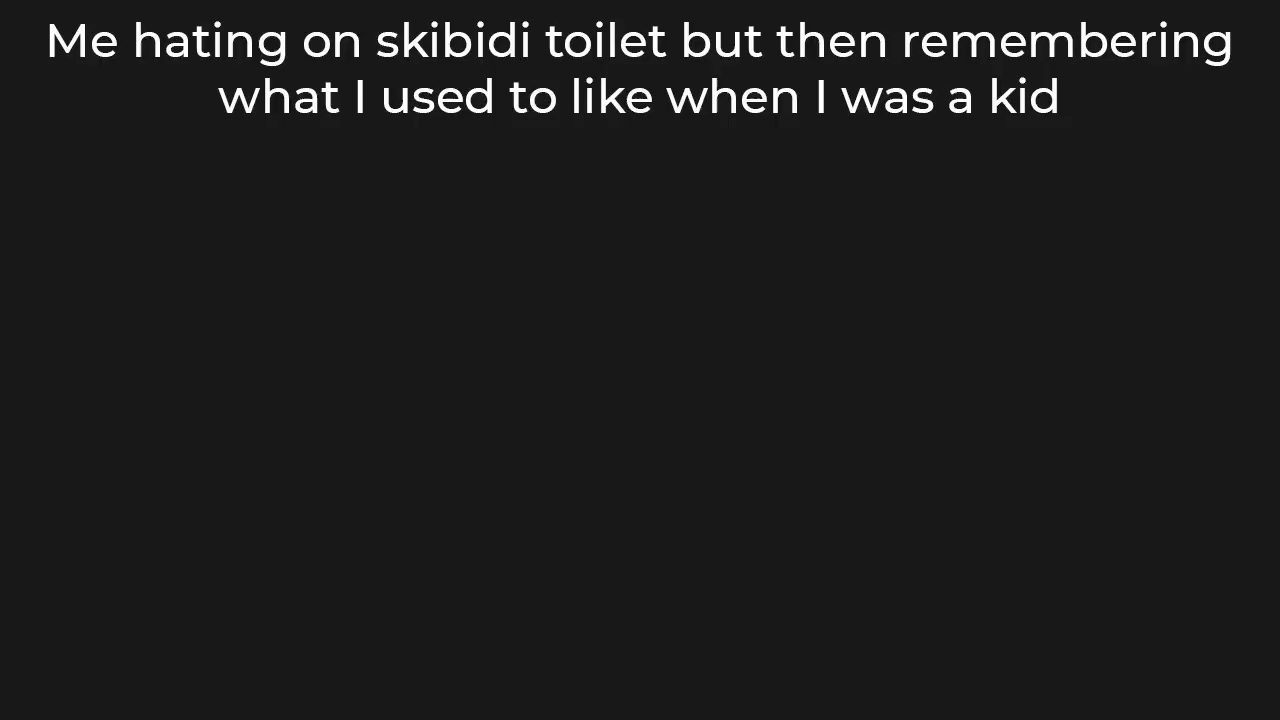 Me hating on skibidi toilet but then remembering
what I used to like when I was a kid